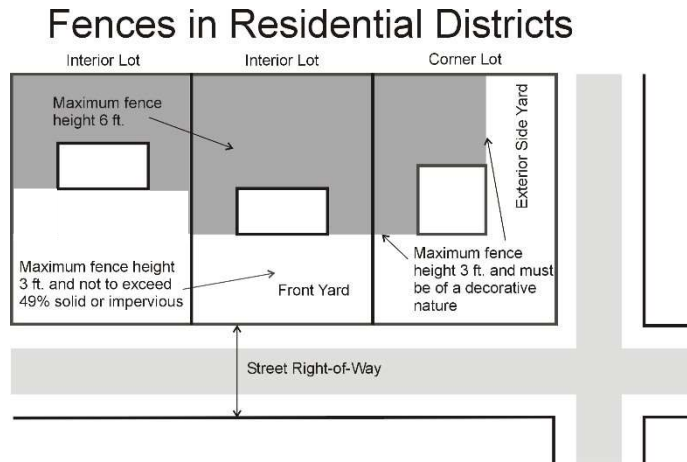 Fences in Residential Districts
Interior Lot
Interior Lot
Corner Lot
Maximum fence
height 6 ft.
Exterior Side Yard
Maximum fence height
3 ft. and not to exceed
49% solid or impervious
Front Yard
Maximum fence
height 3 ft. and must
be of a decorative
nature
Street Right-of-Way